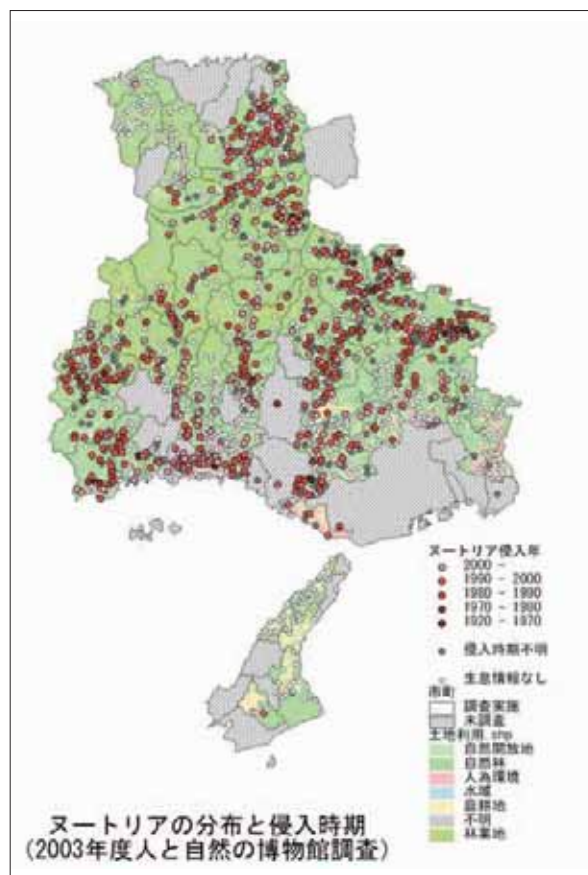 ヌートリア侵入年
2000 -
1990 - 2000
1980 - 1990
1970 - 1980
1920 - 1970
侵入時期不明
生息情報なし
市町
調査実施
未調査
土地利用.shp
自然開放地
自然林
人為環境
水域
農耕地
不明
林業地
ヌートリアの分布と侵入時期
(2003年度人と自然の博物館調査)